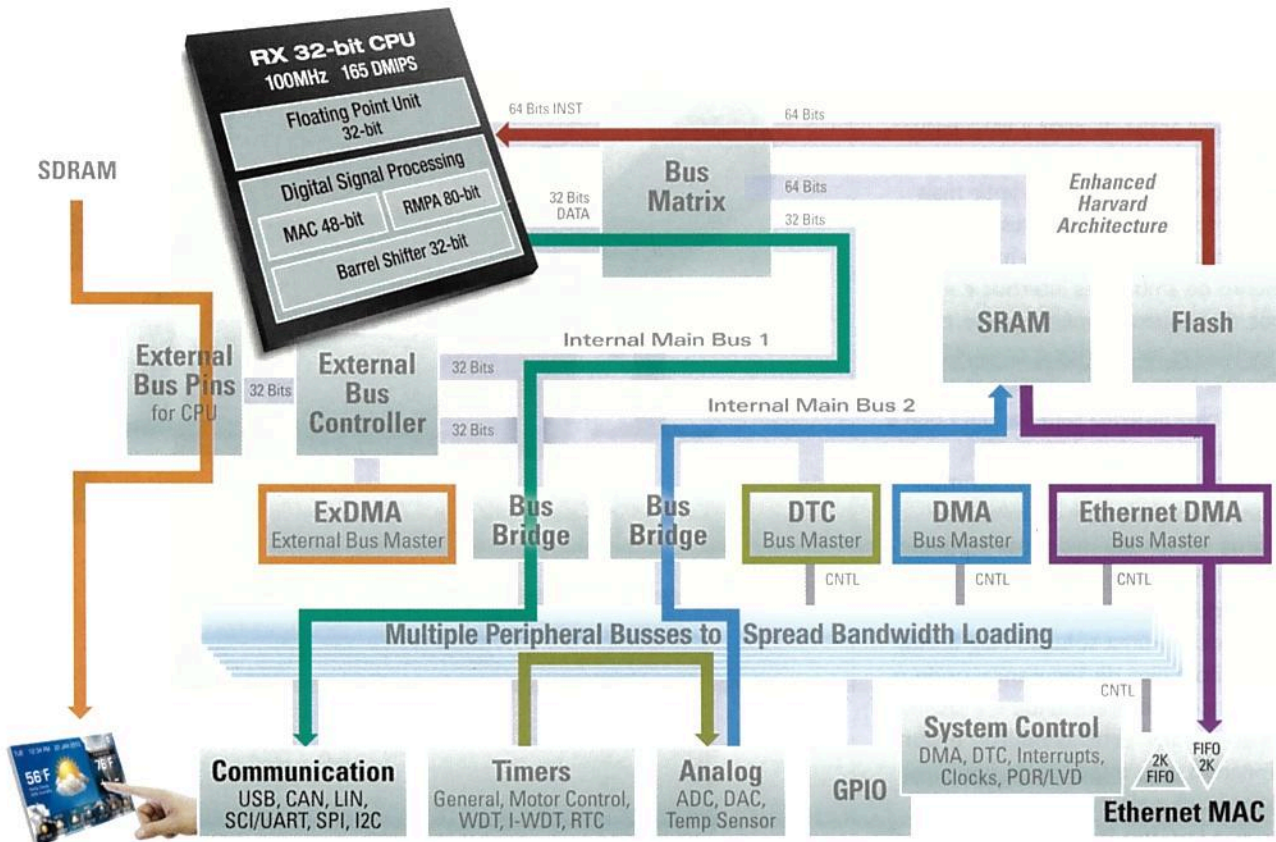 RX 32-bit CPU
100MHz 165 DMIPS
Floating Point Unit
32-bit
Digital Signal Processing
MAC 48-bit
RMPA 80-bit
Barrel Shifter 32-bit
SDRAM
64 Bits INST
64 Bits
Bus
Matrix
32 Bits
DATA
64 Bits
32 Bits
Enhanced
Harvard
Architecture
SRAM
Flash
Internal Main Bus 1
External
Bus Pins
for CPU
32 Bits
External
Bus
Controller
32 Bits
Internal Main Bus 2
32 Bits
ExDMA
External Bus Master
Bus
Bridge
Bus
Bridge
DTC
Bus Master
DMA
Bus Master
Ethernet DMA
Bus Master
CNTL
CNTL
CNTL
Multiple Peripheral Busses to Spread Bandwidth Loading
CNTL
56°F
Communication
USB, CAN, LIN,
SCI/UART, SPI, I2C
Timers
General, Motor Control,
WDT, I-WDT, RTC
Analog
ADC, DAC,
Temp Sensor
GPIO
System Control
DMA, DTC, Interrupts,
Clocks, POR/LVD
2K
FIFO
FIFO
2K
Ethernet MAC